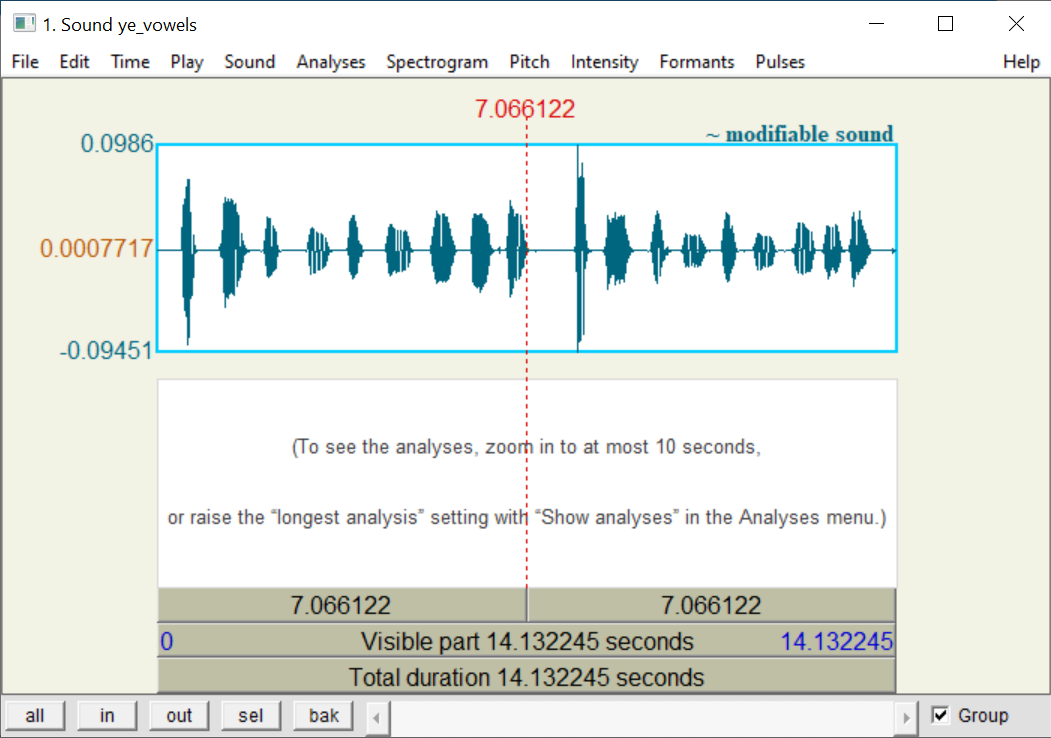 1. Sound ye_vowels
File Edit Time Play Sound Analyses Spectrogram Pitch Intensity Formants Pulses Help
7.066122
~ modifiable sound
0.0986
0.0007717
-0.09451
(To see the analyses, zoom in to at most 10 seconds,
or raise the “longest analysis” setting with “Show analyses” in the Analyses menu.)
7.066122 7.066122
0 Visible part 14.132245 seconds 14.132245
Total duration 14.132245 seconds
all in out sel bak Group